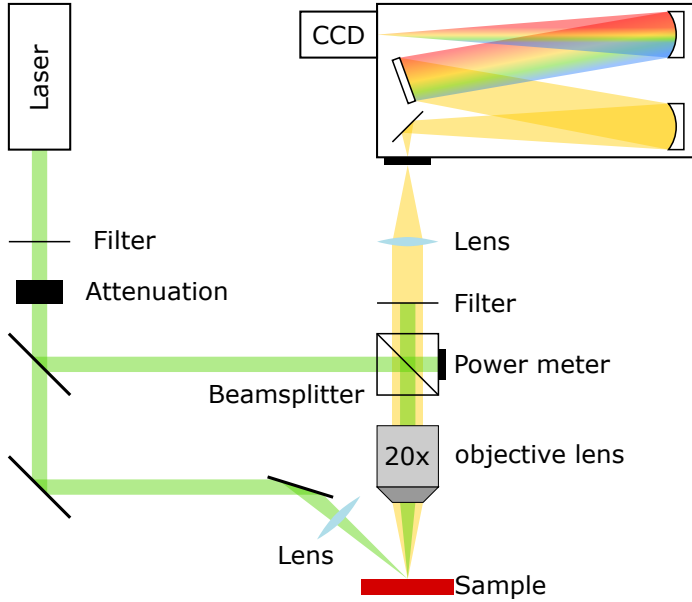 Laser
CCD
Filter
Lens
Attenuation
Filter
Beamsplitter
Power meter
20x
objective lens
Lens
Sample